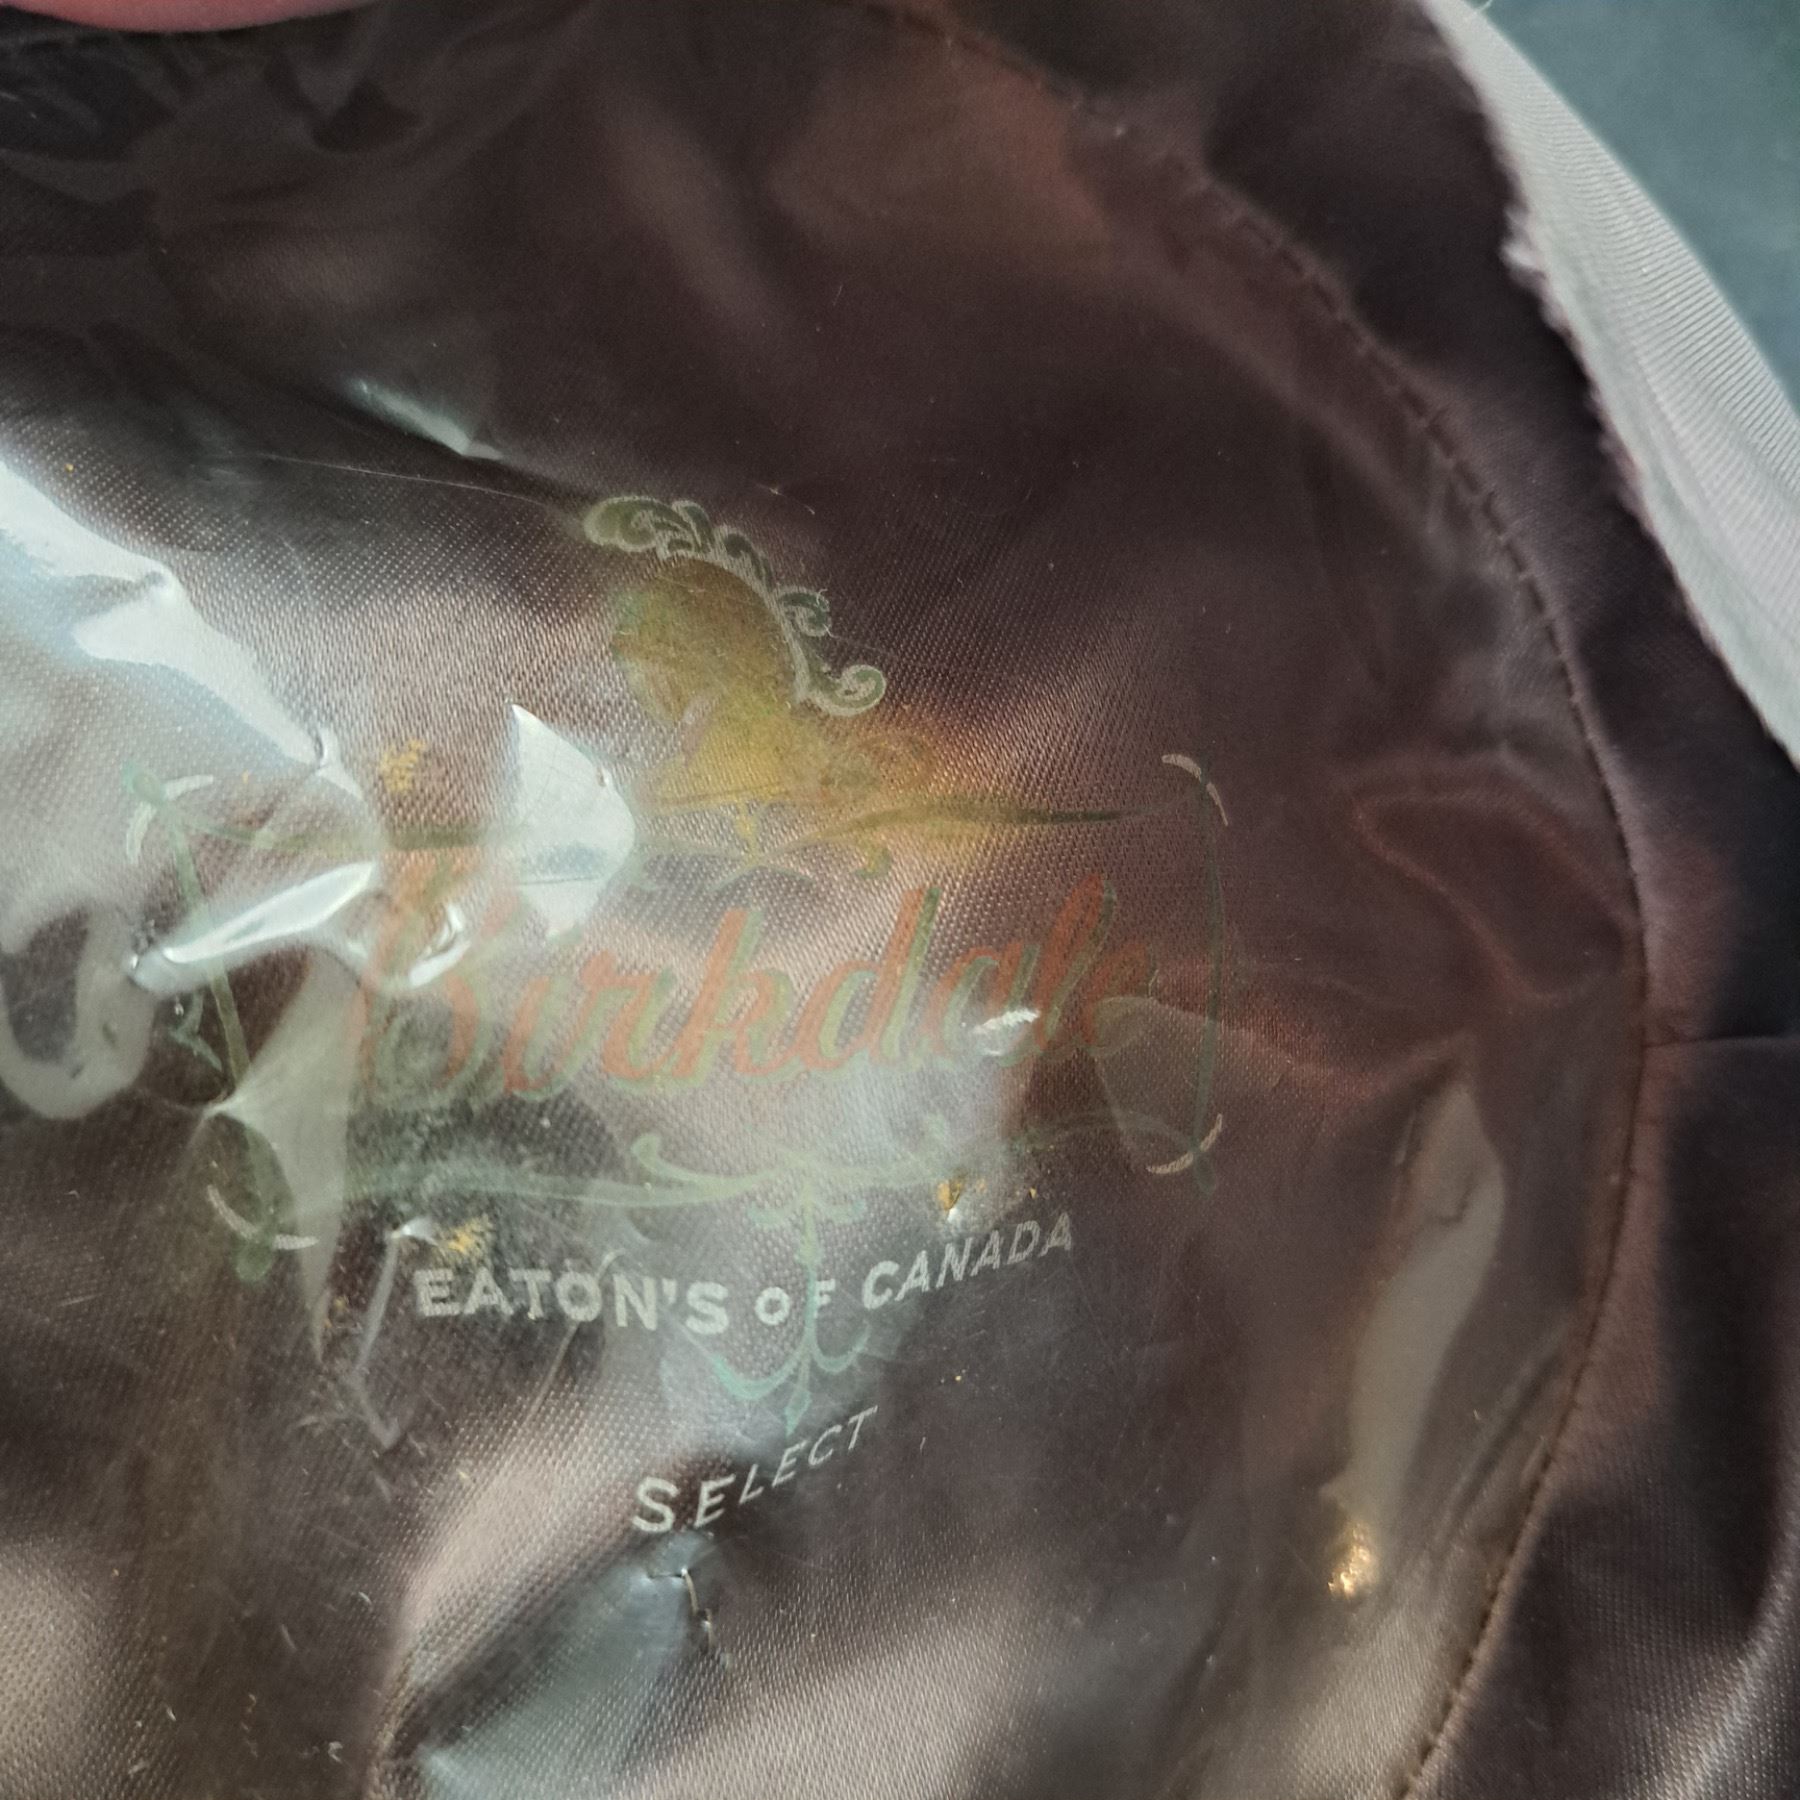 Birkdale
EATON'S OF CANADA
SELECT